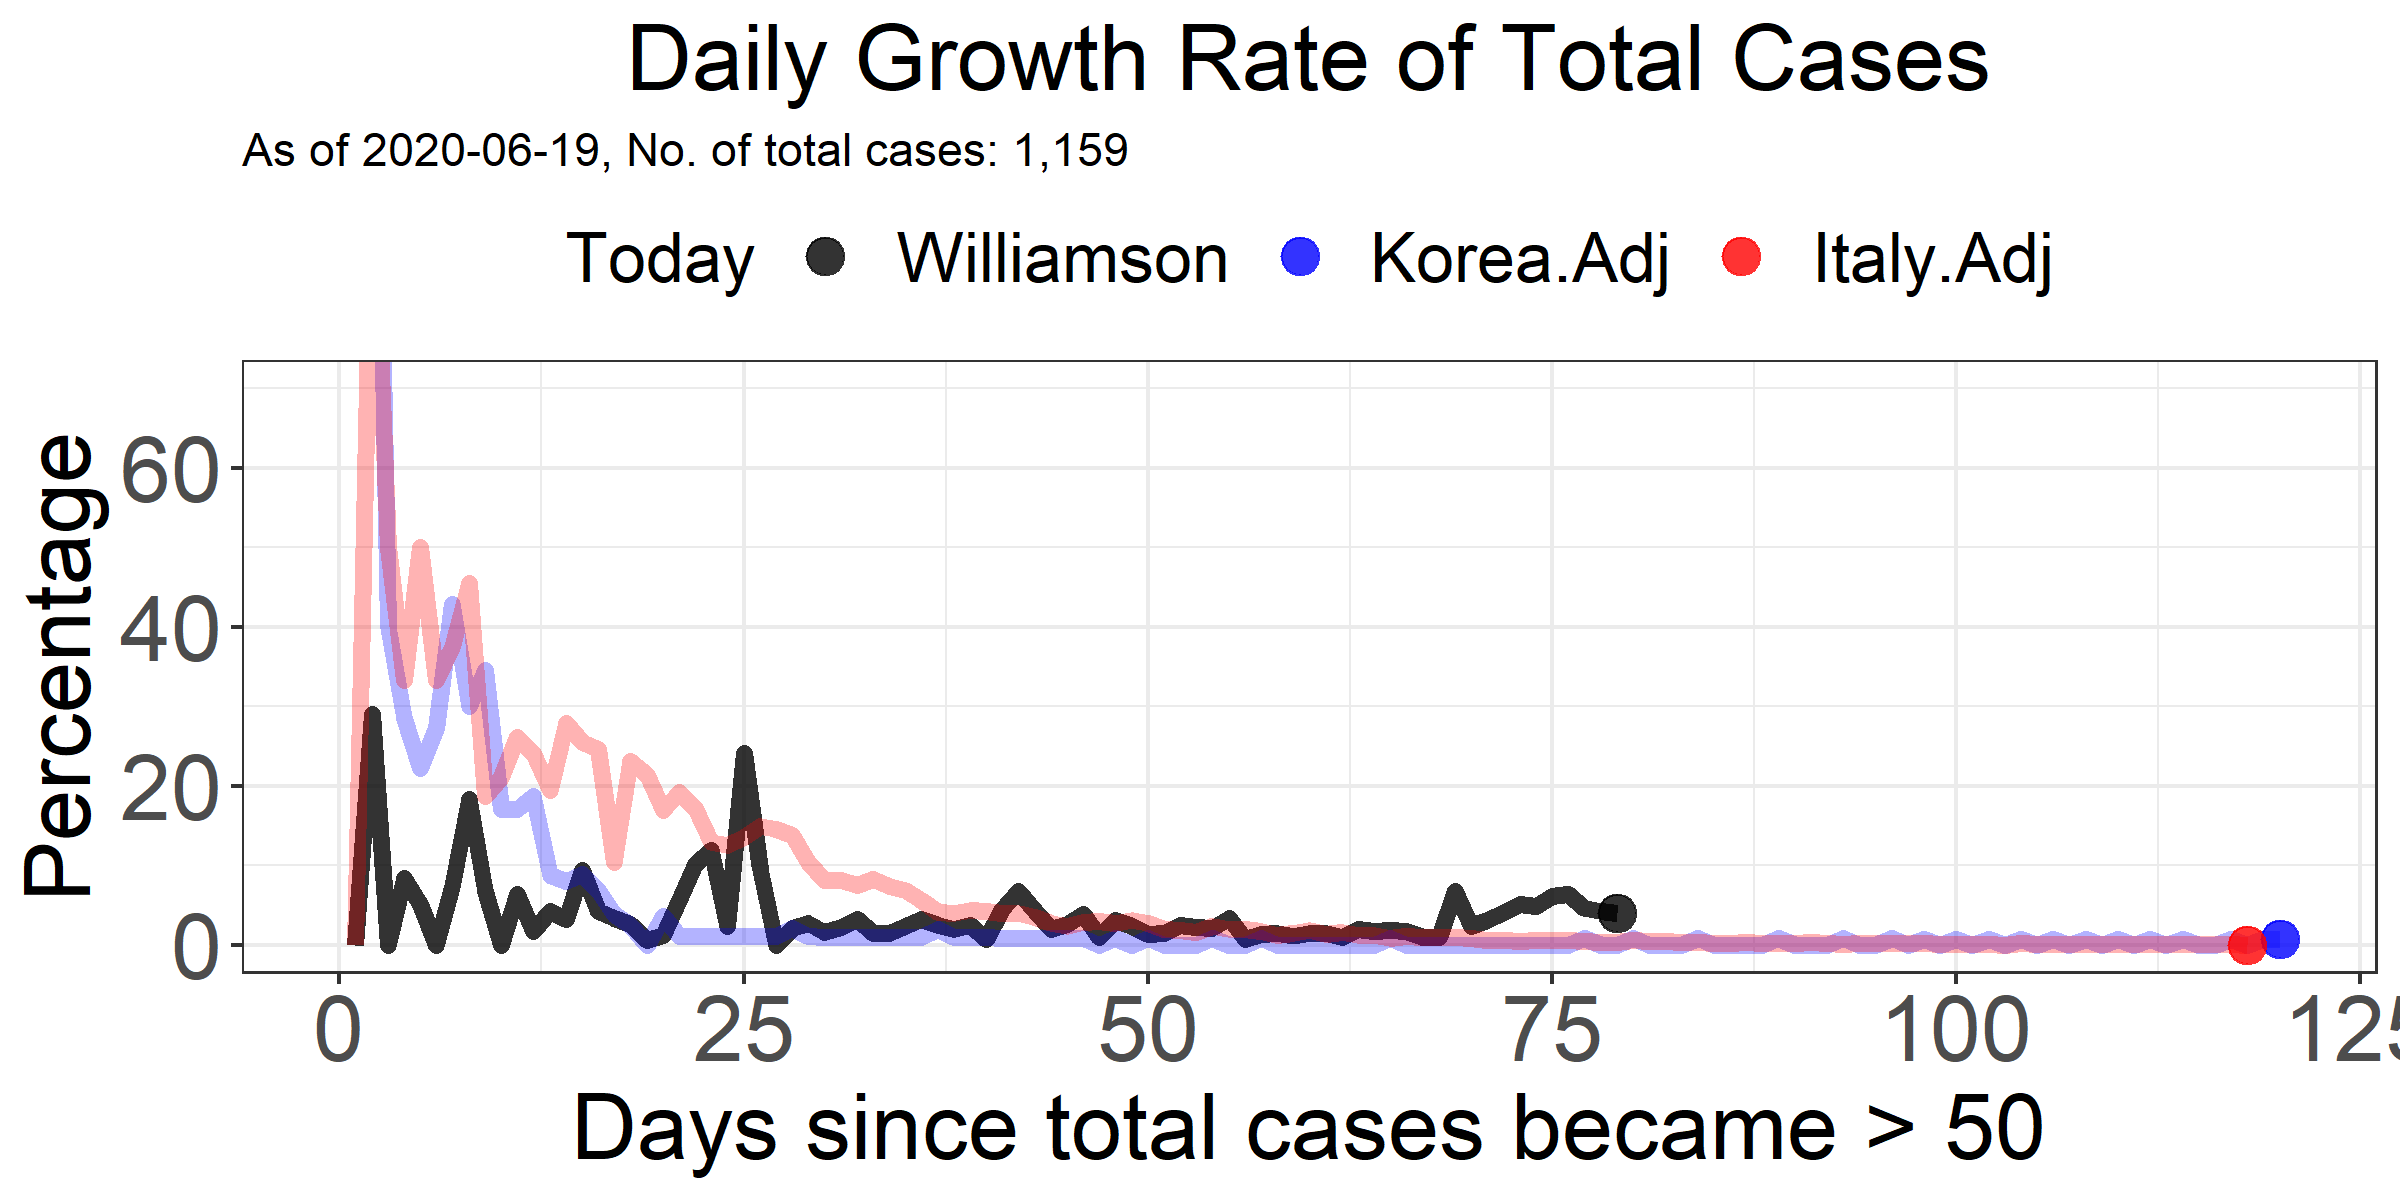 Daily Growth Rate of Total Cases
As of 2020-06-19, No. of total cases: 1,159
Today Williamson Korea.Adj Italy.Adj
Percentage
60
40
20
0
0 25 50 75 100 125
Days since total cases became > 50